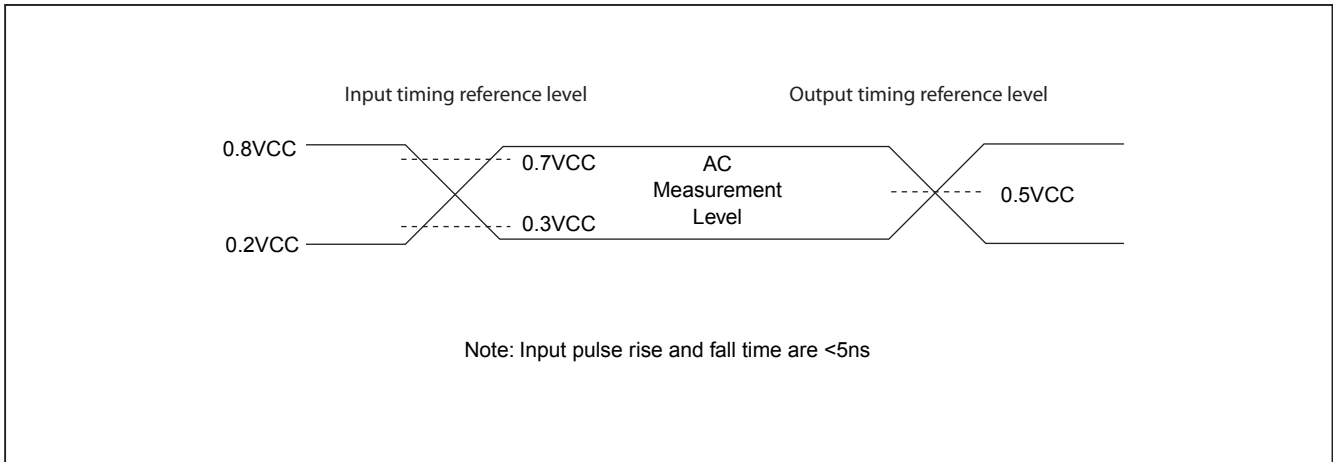 Input timing reference level
Output timing reference level
0.8VCC
0.7VCC
AC
Measurement
Level
0.5VCC
0.3VCC
0.2VCC
Note: Input pulse rise and fall time are <5ns